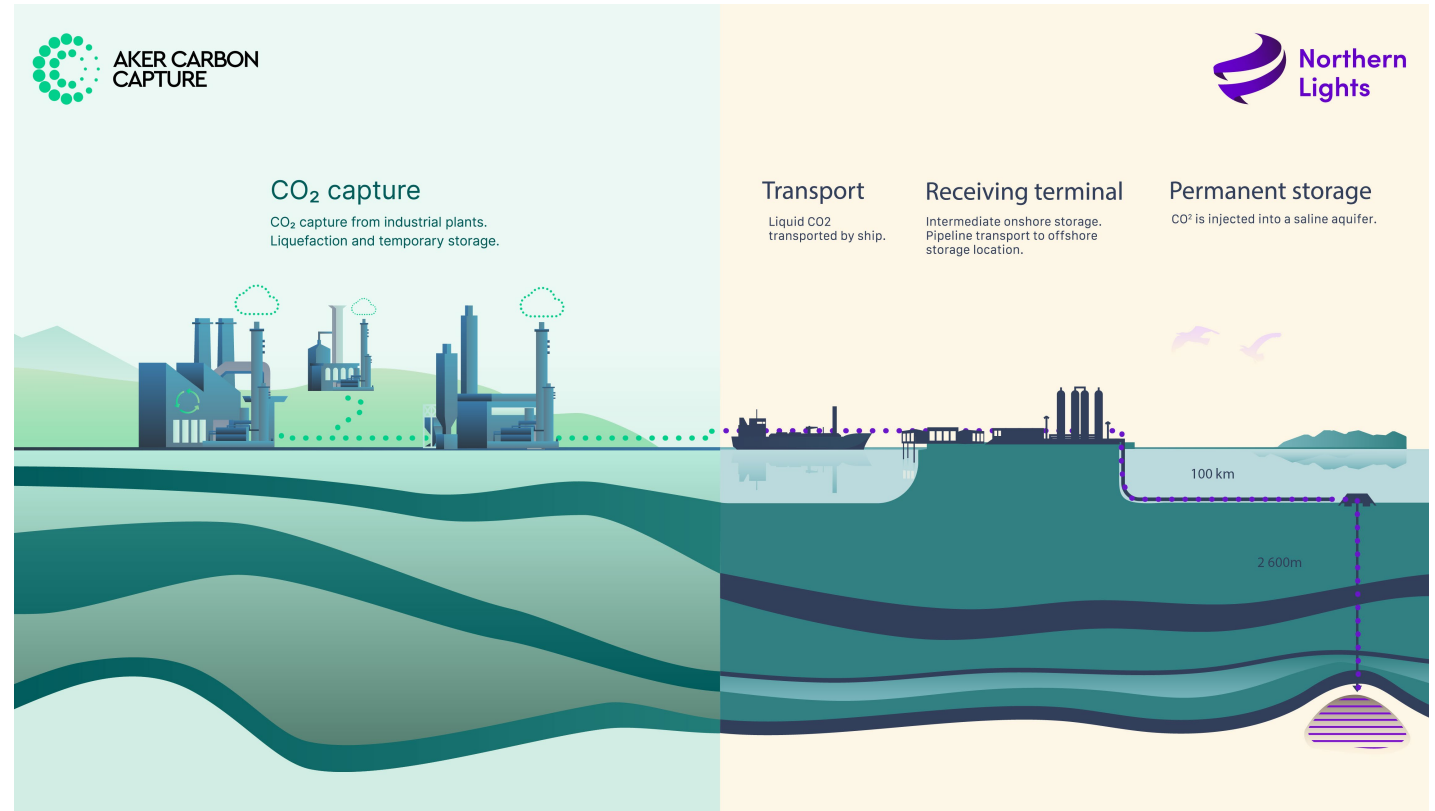 AKER CARBON
CAPTURE
Northern
Lights
CO₂ capture
CO₂ capture from industrial plants.
Liquefaction and temporary storage.
Transport
Liquid CO2
transported by ship.
Receiving terminal
Intermediate onshore storage.
Pipeline transport to offshore
storage location.
Permanent storage
CO² is injected into a saline aquifer.
100 km
2 600m